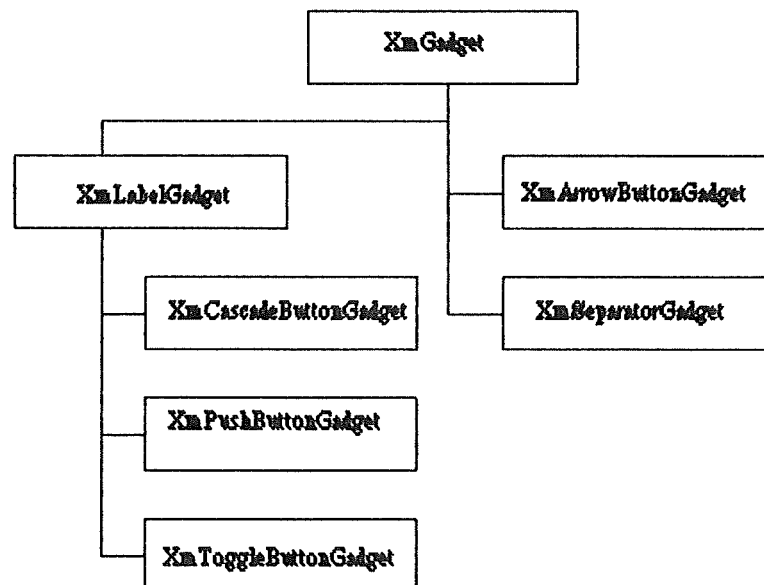 XmGadget
XmLabelGadget
XmArrowButtonGadget
XmCascadeButtonGadget
XmSeparatorGadget
XmPushButtonGadget
XmToggleButtonGadget